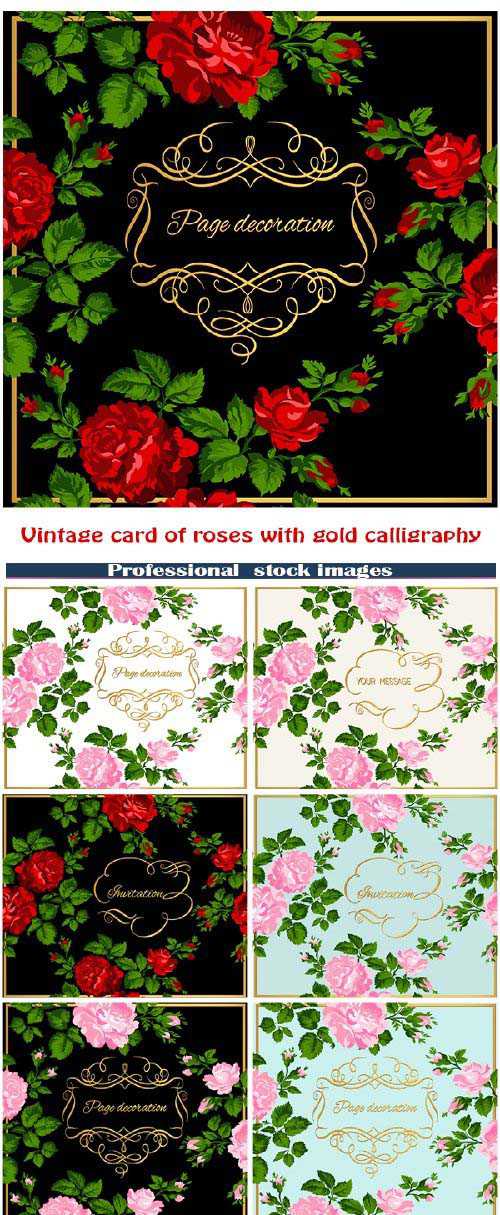 Page decoration
Vintage card of roses with gold calligraphy
Professional stock images
Page decoration
YOUR MESSAGE
Invitation
Invitation
Page decoration
Page decoration